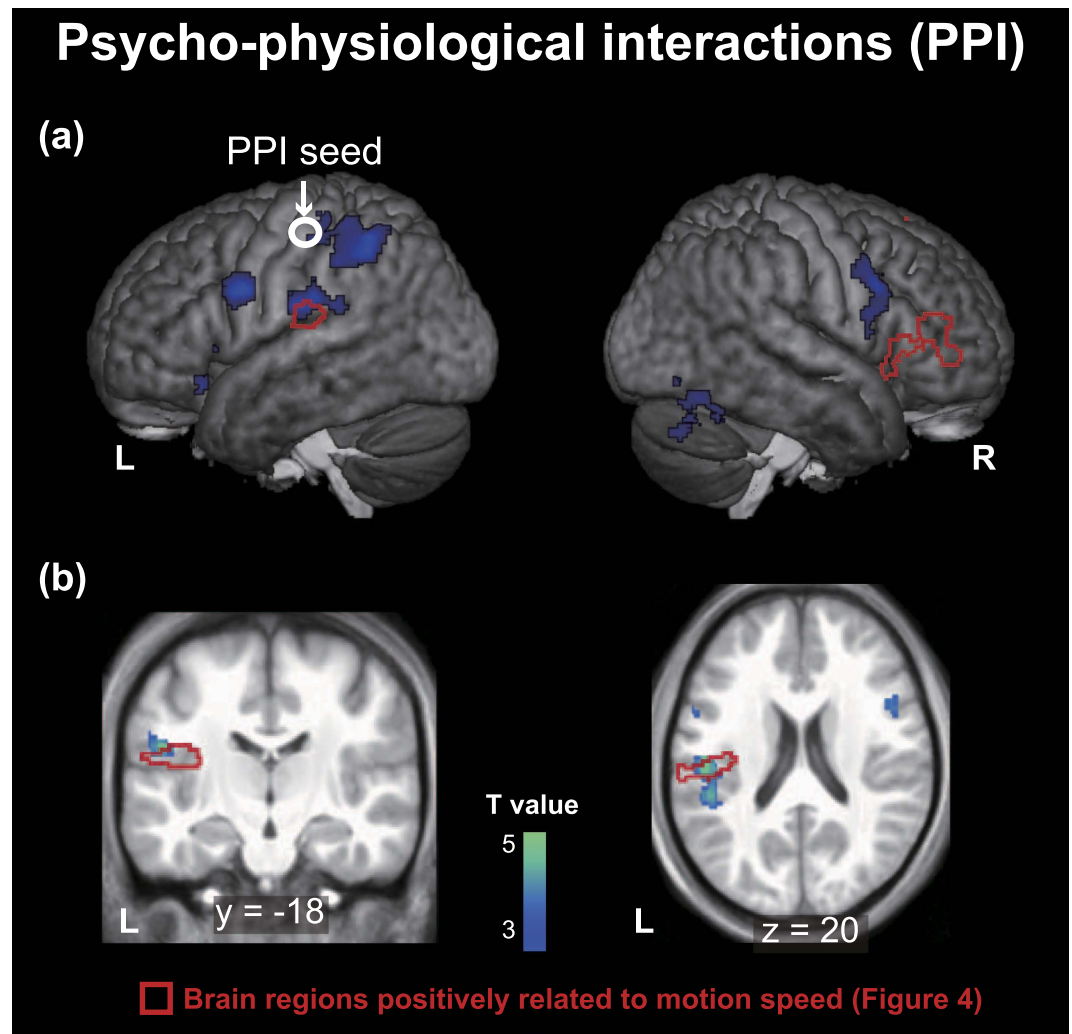 Psycho-physiological interactions (PPI)
(a)
PPI seed
L
R
(b)
T value
5
3
L
y = -18
L
z = 20
Brain regions positively related to motion speed (Figure 4)